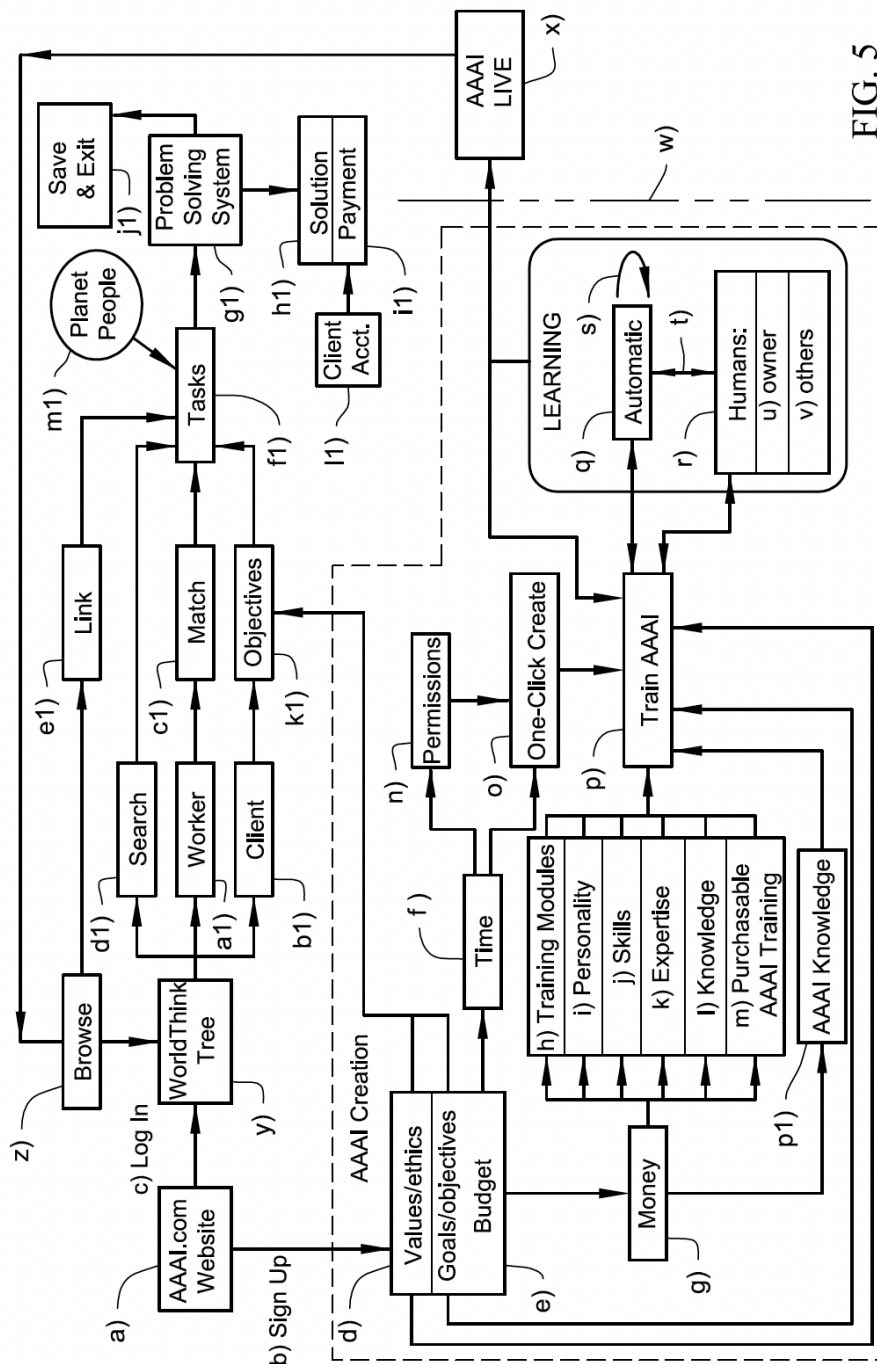 a)
AAAI.com
Website
b) Sign Up
c) Log In
z)
Browse
WorldThink
Tree
y)
d1)
Search
Worker
a1)
Client
b1)
e1)
Link
c1)
Match
Objectives
k1)
m1)
Planet
People
Tasks
f1)
Save
& Exit
j1)
Problem
Solving
System
g1)
h1)
Solution
Payment
i1)
Client
Acct.
l1)
AAAI
LIVE
x)
w)
AAAI Creation
d)
Values/ethics
Goals/objectives
Budget
e)
f)
Time
n)
Permissions
o)
One-Click Create
Money
g)
h) Training Modules
i) Personality
j) Skills
k) Expertise
l) Knowledge
m) Purchasable
AAAI Training
AAAI Knowledge
p1)
p)
Train AAAI
LEARNING
q)
Automatic
s)
t)
r)
Humans:
u) owner
v) others
FIG. 5